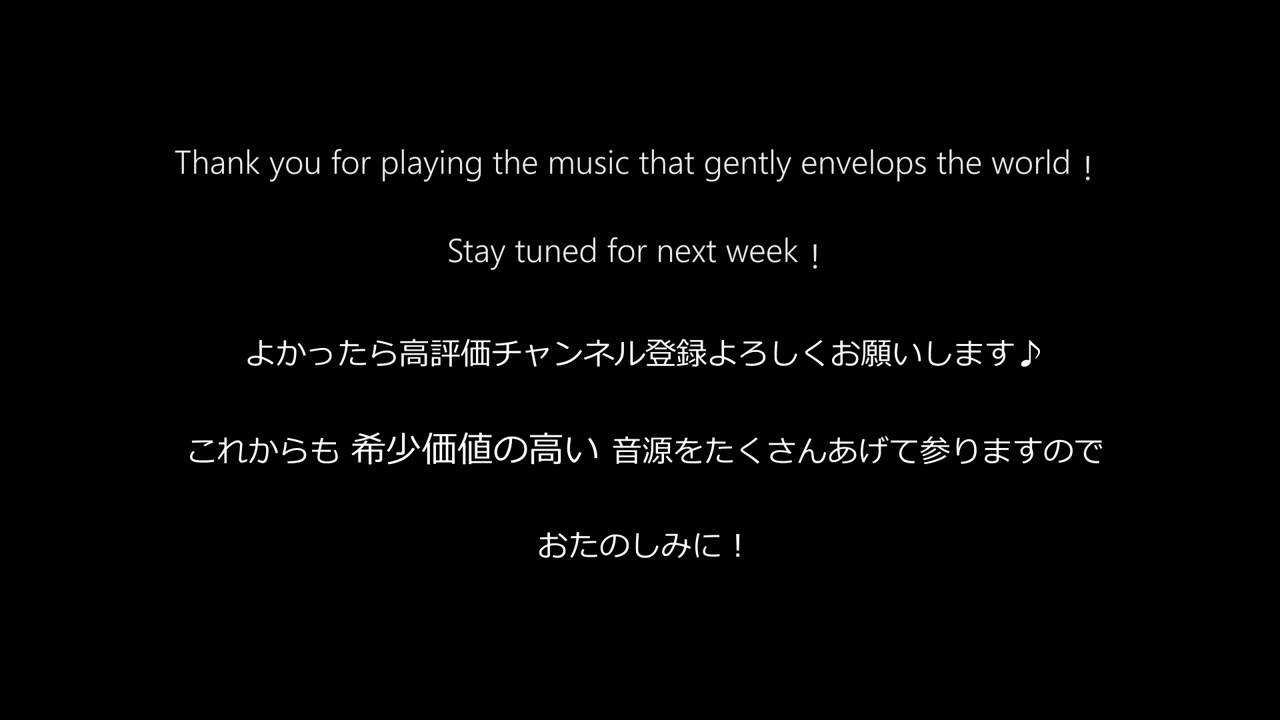 Thank you for playing the music that gently envelops the world！
Stay tuned for next week！
よかったら高評価チャンネル登録よろしくお願いします♪
これからも 希少価値の高い 音源をたくさんあげて参りますので
おたのしみに！